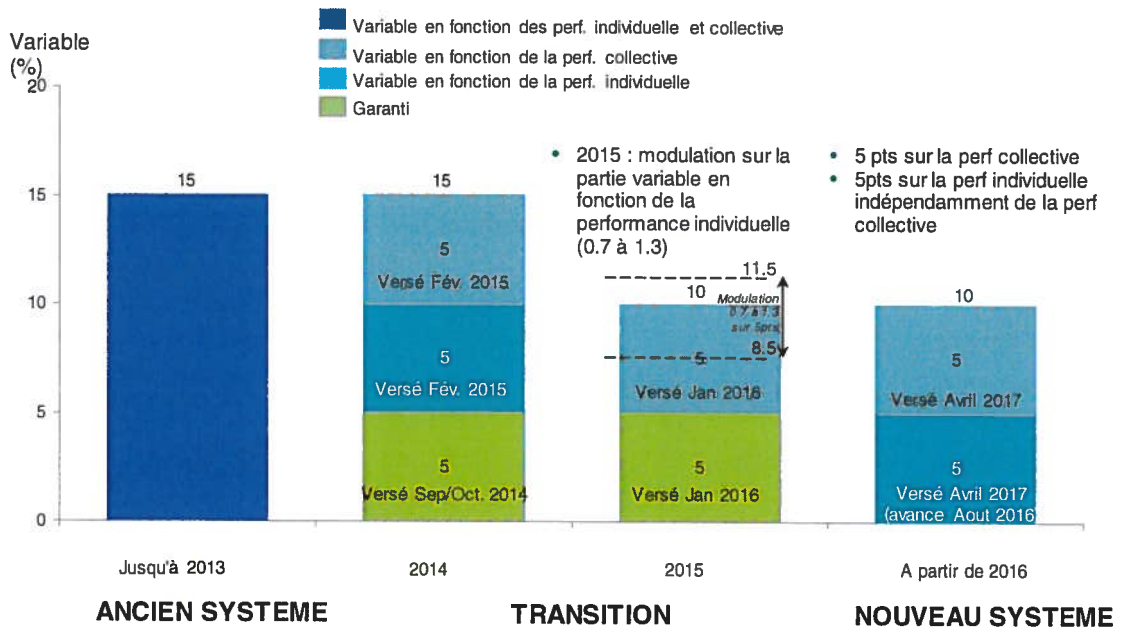 Variable
(%)
Variable en fonction des perf. individuelle et collective
Variable en fonction de la perf. collective
Variable en fonction de la perf. individuelle
Garanti
20
15
10
5
0
15
15
5
Versé Fév. 2015
5
Versé Fév. 2015
5
Versé Sep/Oct. 2014
• 2015 : modulation sur la
partie variable en
fonction de la
performance individuelle
(0.7 à 1.3)
11.5
10
Modulation
0.7 à 1.3
sur 5pts
8.5
5
Versé Jan 2016
5
Versé Jan 2016
• 5 pts sur la perf collective
• 5pts sur la perf individuelle
indépendamment de la perf
collective
10
5
Versé Avril 2017
5
Versé Avril 2017
(avance Aout 2016)
Jusqu'à 2013
2014
2015
A partir de 2016
ANCIEN SYSTEME
TRANSITION
NOUVEAU SYSTEME